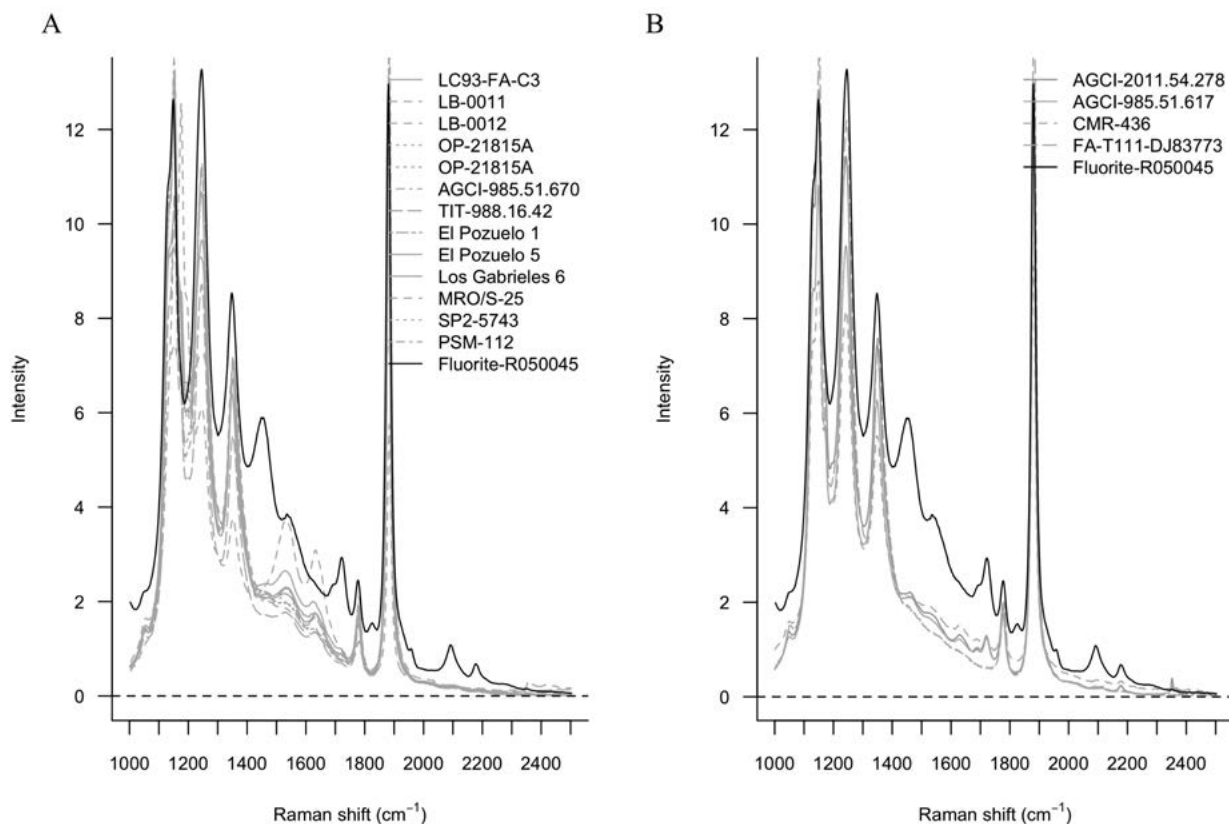 A
LC93-FA-C3
LB-0011
LB-0012
OP-21815A
OP-21815A
AGCI-985.51.670
TIT-988.16.42
El Pozuelo 1
El Pozuelo 5
Los Gabrieles 6
MRO/S-25
SP2-5743
PSM-112
Fluorite-R050045
12
10
8
6
4
2
0
Intensity
1000 1200 1400 1600 1800 2000 2200 2400
Raman shift (cm⁻¹)
B
AGCI-2011.54.278
AGCI-985.51.617
CMR-436
FA-T111-DJ83773
Fluorite-R050045
12
10
8
6
4
2
0
Intensity
1000 1200 1400 1600 1800 2000 2200 2400
Raman shift (cm⁻¹)